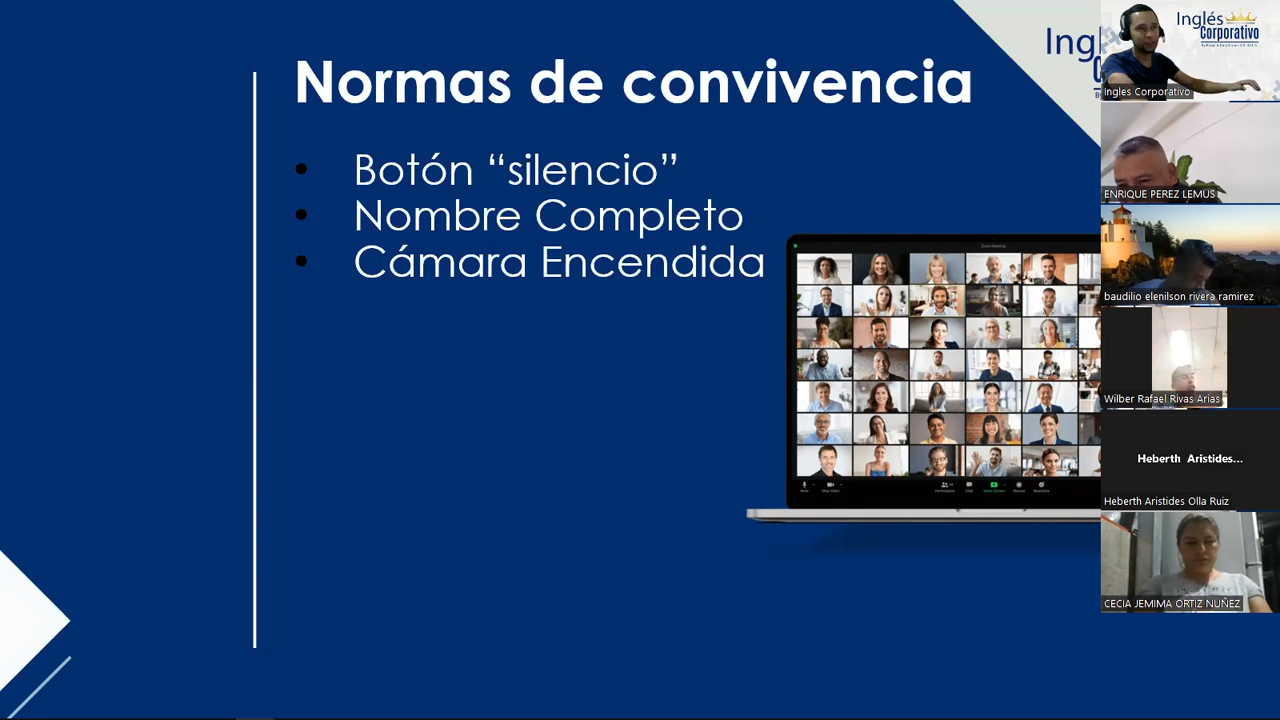 Normas de convivencia
• Botón “silencio”
• Nombre Completo
• Cámara Encendida
Ing
Inglés
Corporativo
Ingles Corporativo
ENRIQUE PEREZ LEMUS
baudilio elenilson rivera ramirez
Wilber Rafael Rivas Arias
Heberth Aristides...
Heberth Aristides Olla Ruiz
CECIA JEMIMA ORTIZ NUÑEZ